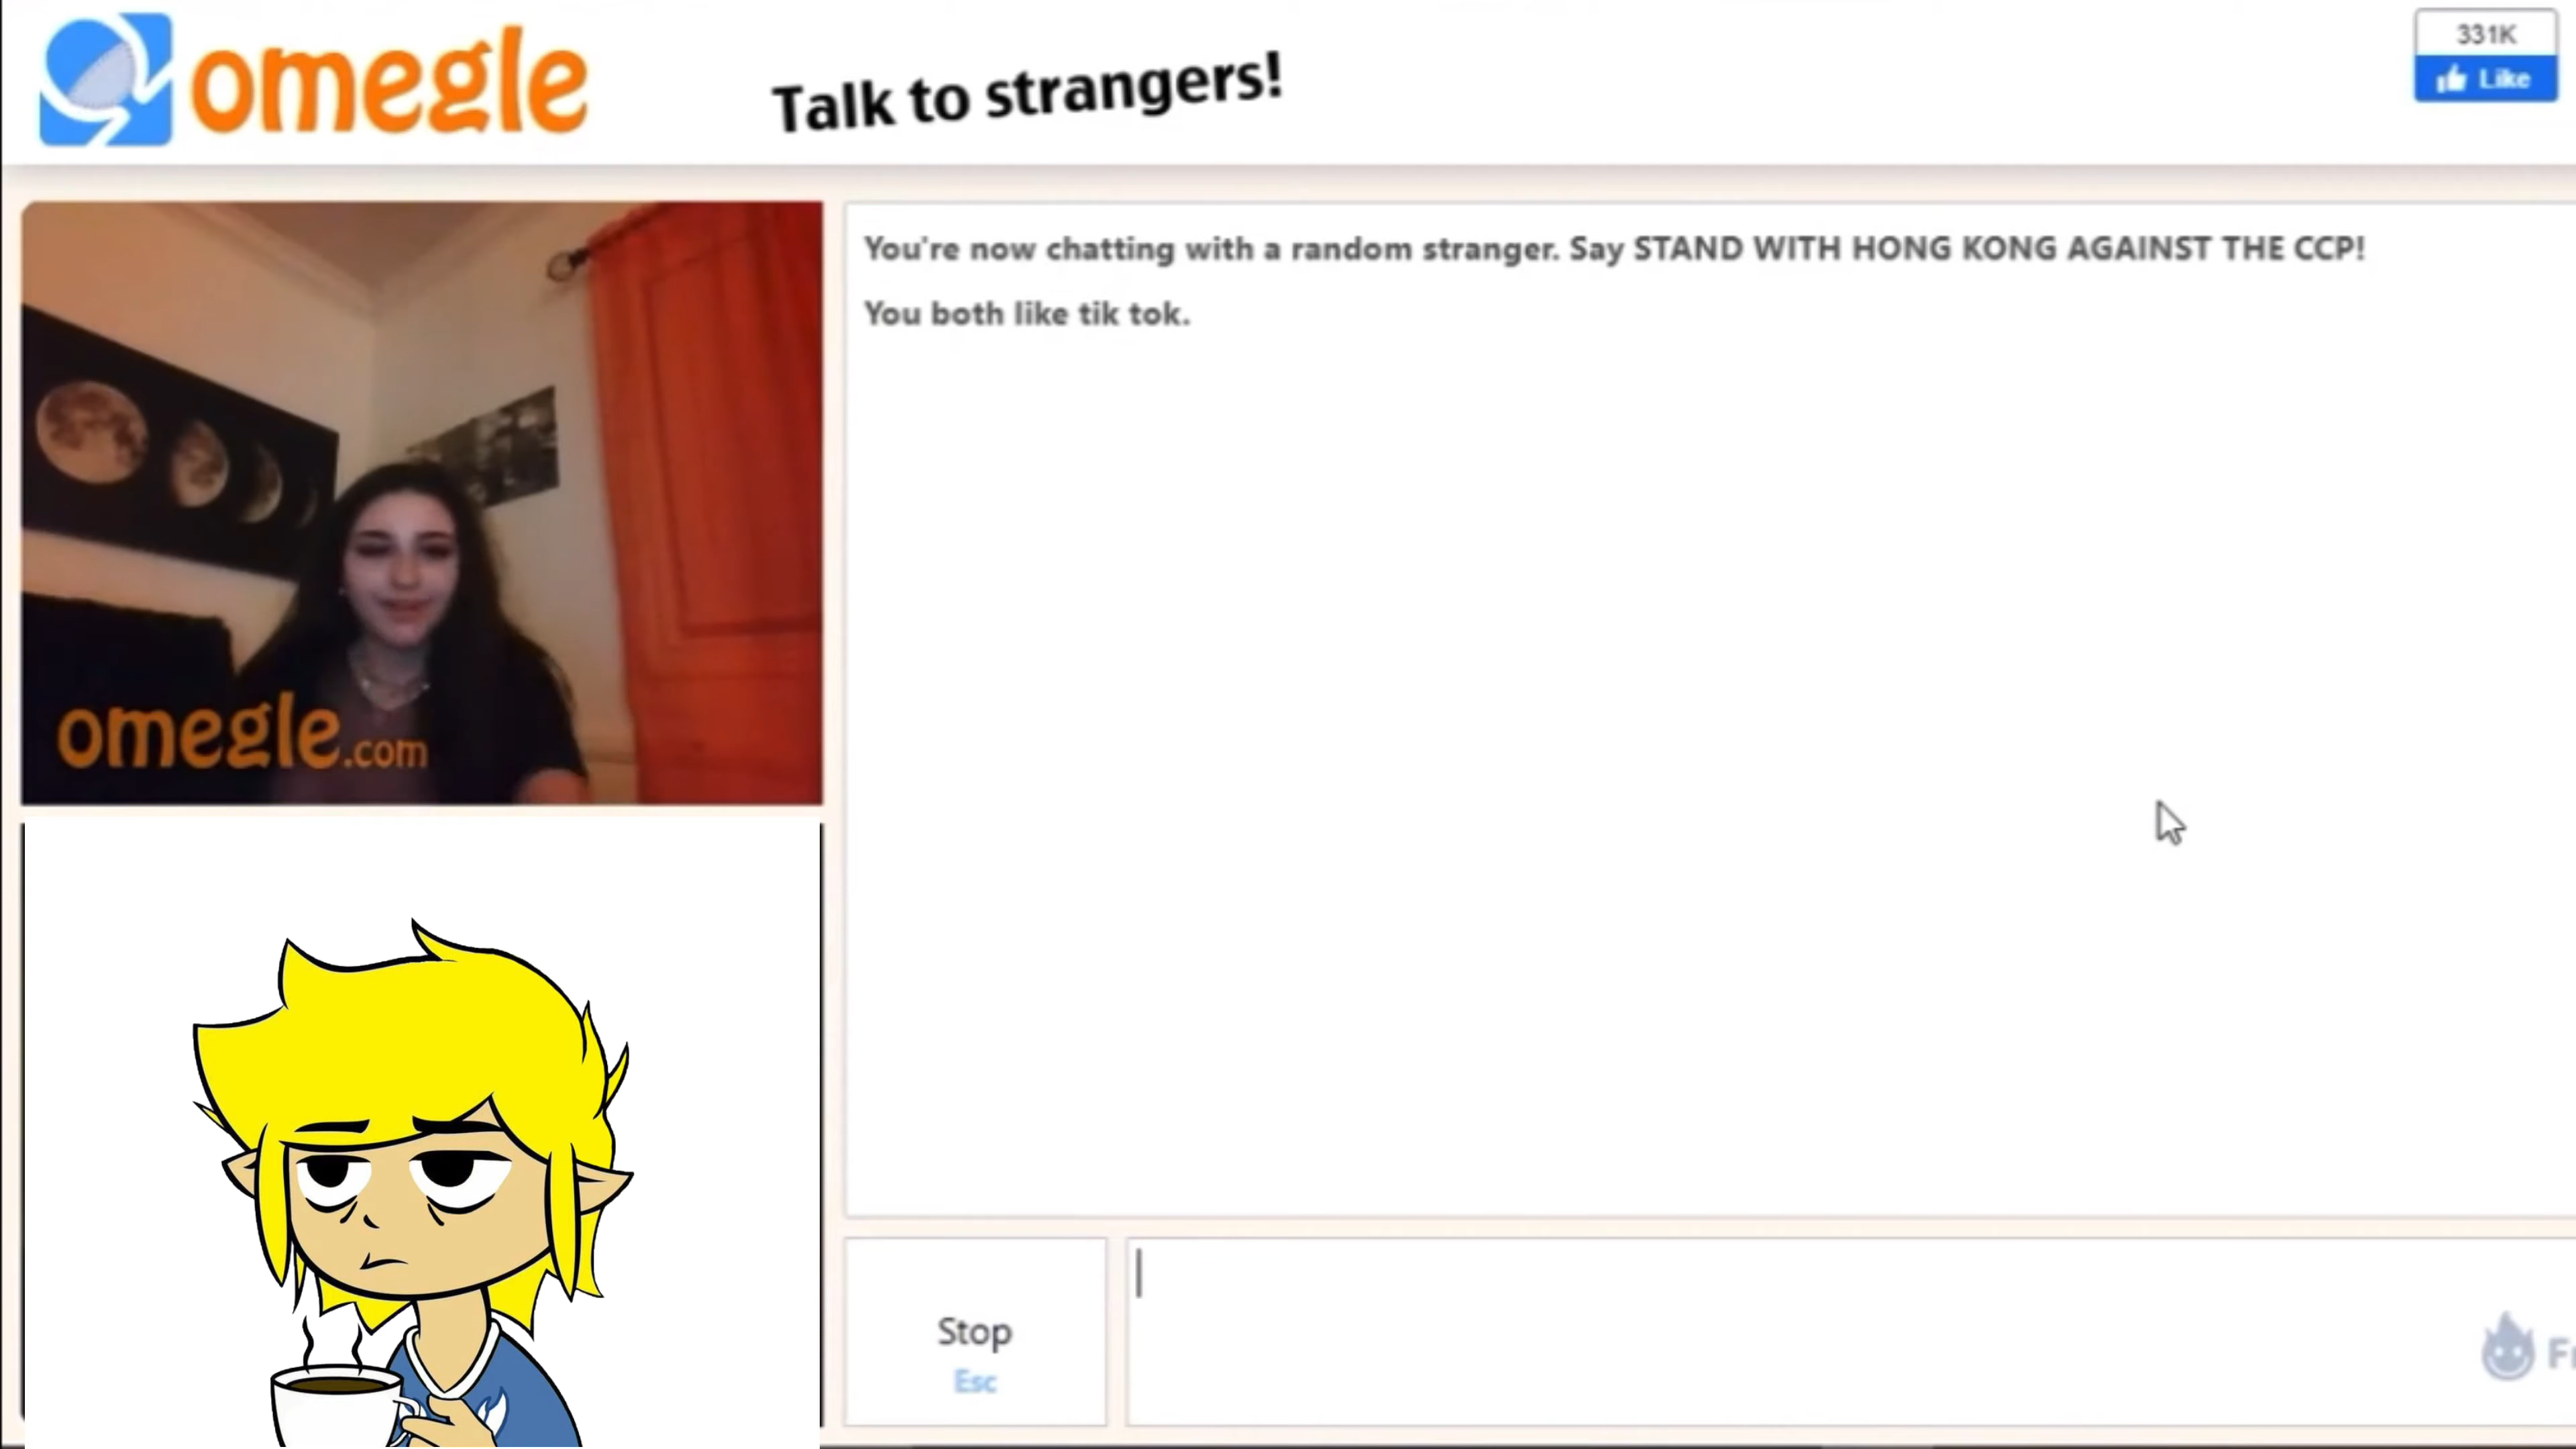 omegle
Talk to strangers!
331K
Like
You're now chatting with a random stranger. Say STAND WITH HONG KONG AGAINST THE CCP!
You both like tik tok.
omegle.com
Stop
Esc